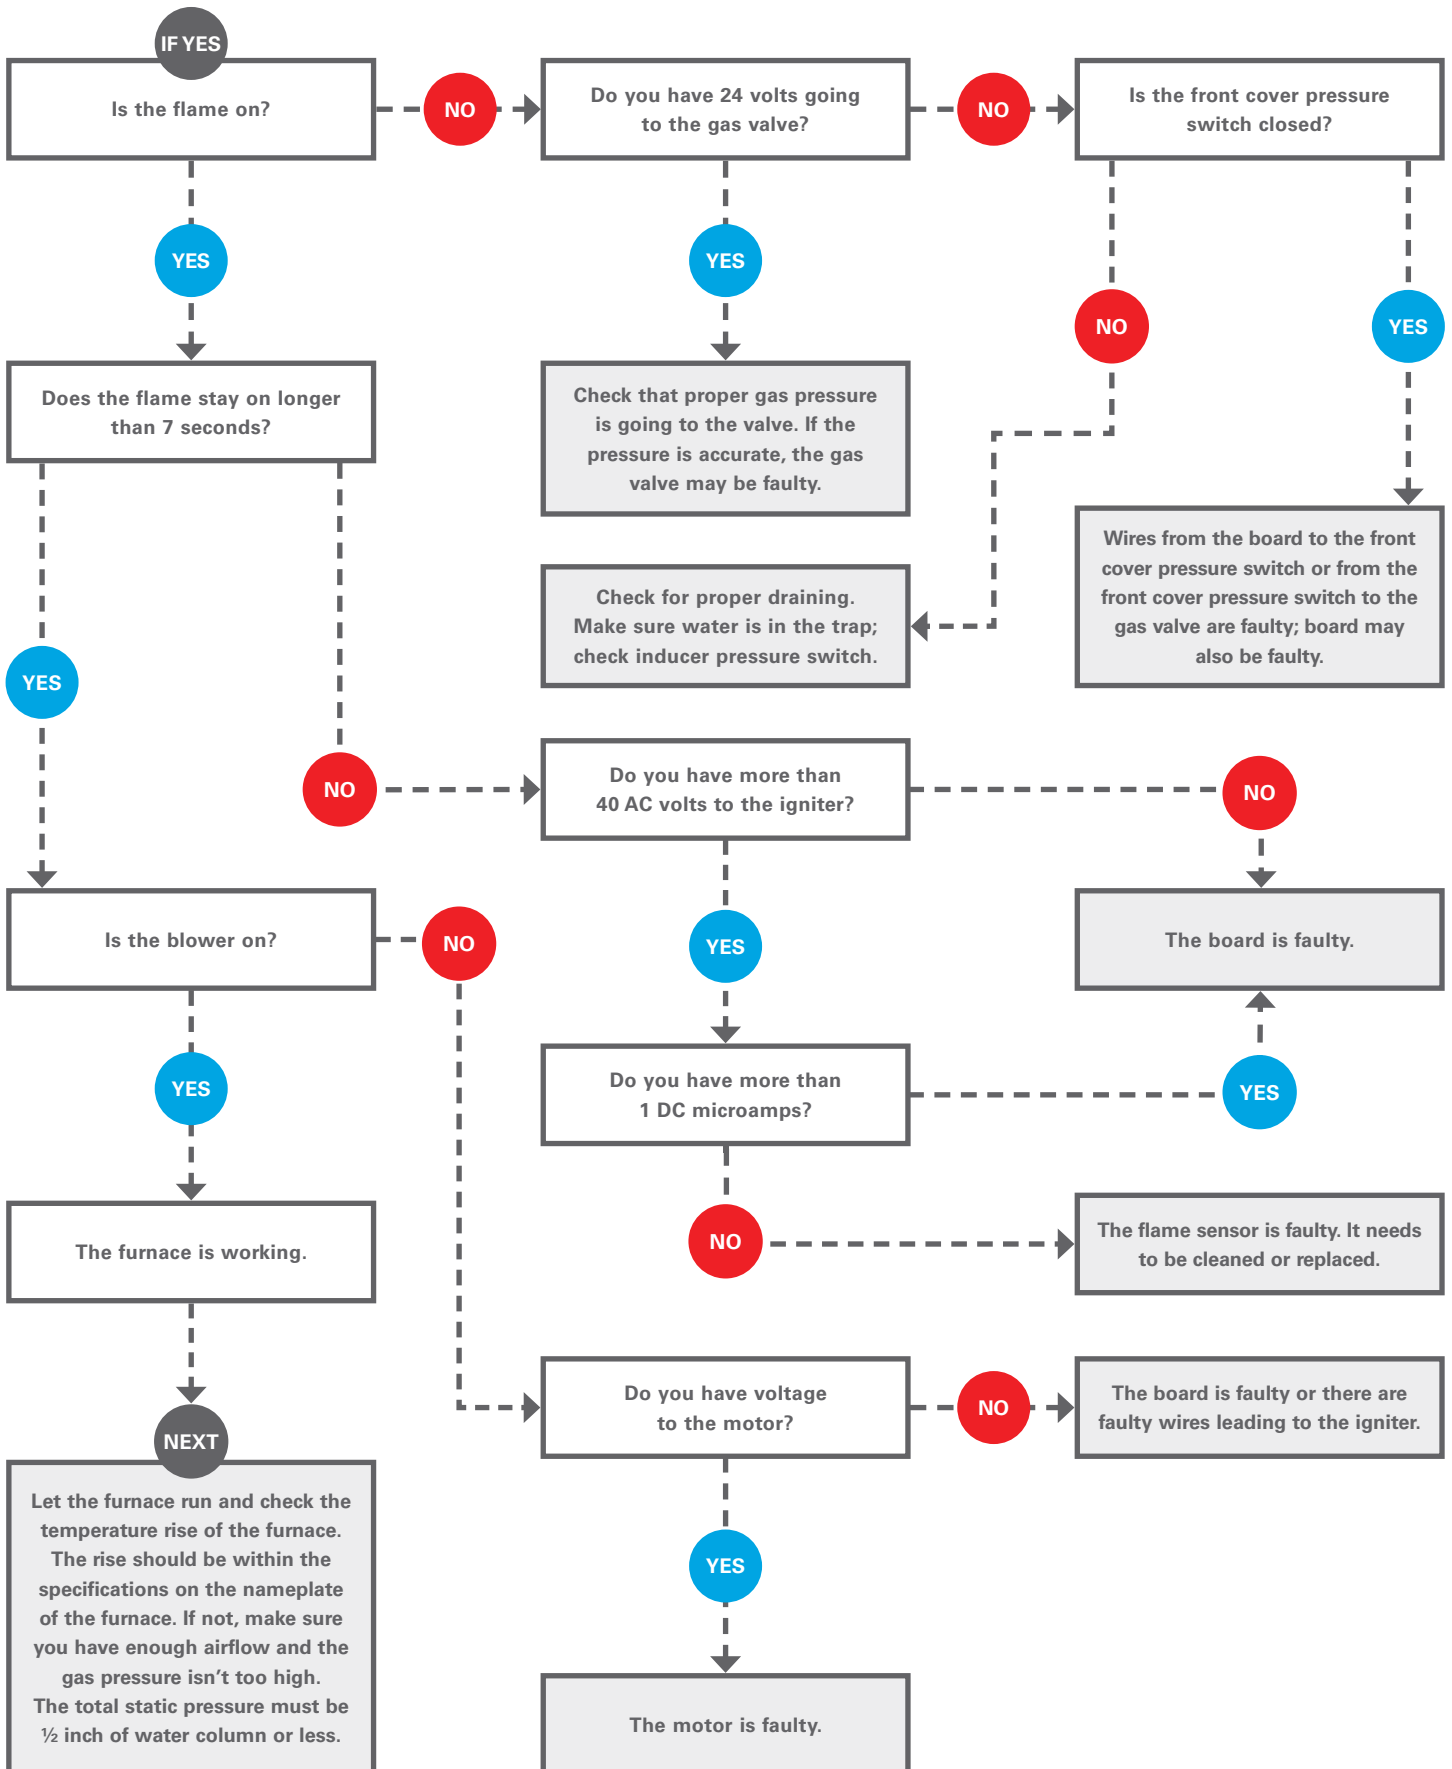 IF YES
Is the flame on?
NO
Do you have 24 volts going
to the gas valve?
NO
Is the front cover pressure
switch closed?
YES
YES
NO
YES
Does the flame stay on longer
than 7 seconds?
Check that proper gas pressure
is going to the valve. If the
pressure is accurate, the gas
valve may be faulty.
Wires from the board to the front
cover pressure switch or from the
front cover pressure switch to the
gas valve are faulty; board may
also be faulty.
Check for proper draining.
Make sure water is in the trap;
check inducer pressure switch.
YES
NO
Do you have more than
40 AC volts to the igniter?
NO
Is the blower on?
NO
YES
The board is faulty.
YES
Do you have more than
1 DC microamps?
YES
The furnace is working.
NO
The flame sensor is faulty. It needs
to be cleaned or replaced.
Do you have voltage
to the motor?
NO
The board is faulty or there are
faulty wires leading to the igniter.
NEXT
Let the furnace run and check the
temperature rise of the furnace.
The rise should be within the
specifications on the nameplate
of the furnace. If not, make sure
you have enough airflow and the
gas pressure isn't too high.
The total static pressure must be
½ inch of water column or less.
YES
The motor is faulty.